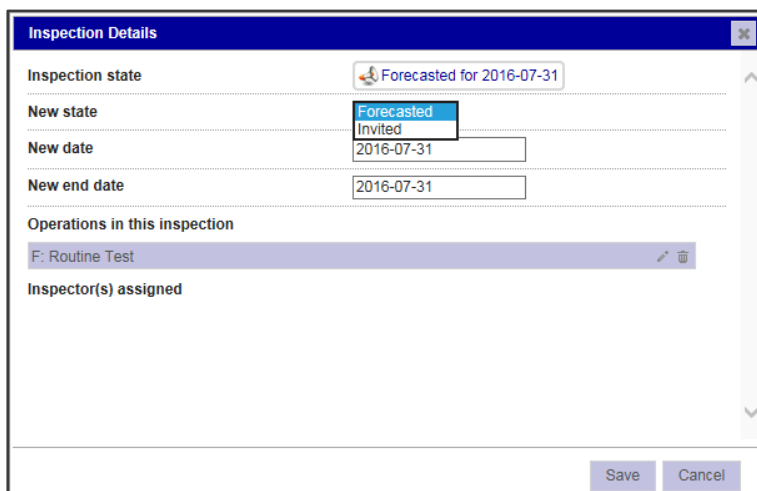 Inspection Details
Inspection state Forecasted for 2016-07-31
New state Forecasted
Invited
New date 2016-07-31
New end date 2016-07-31
Operations in this inspection
F: Routine Test
Inspector(s) assigned
Save Cancel